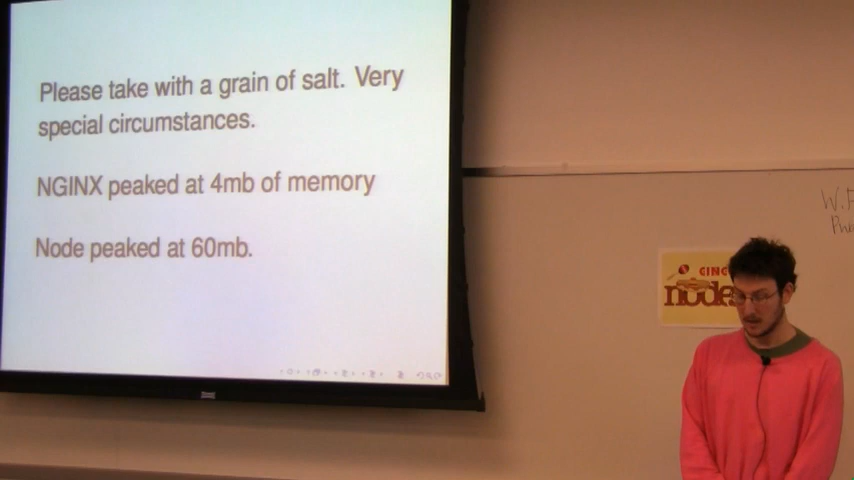 Please take with a grain of salt. Very
special circumstances.
NGINX peaked at 4mb of memory
Node peaked at 60mb.
CINC
node